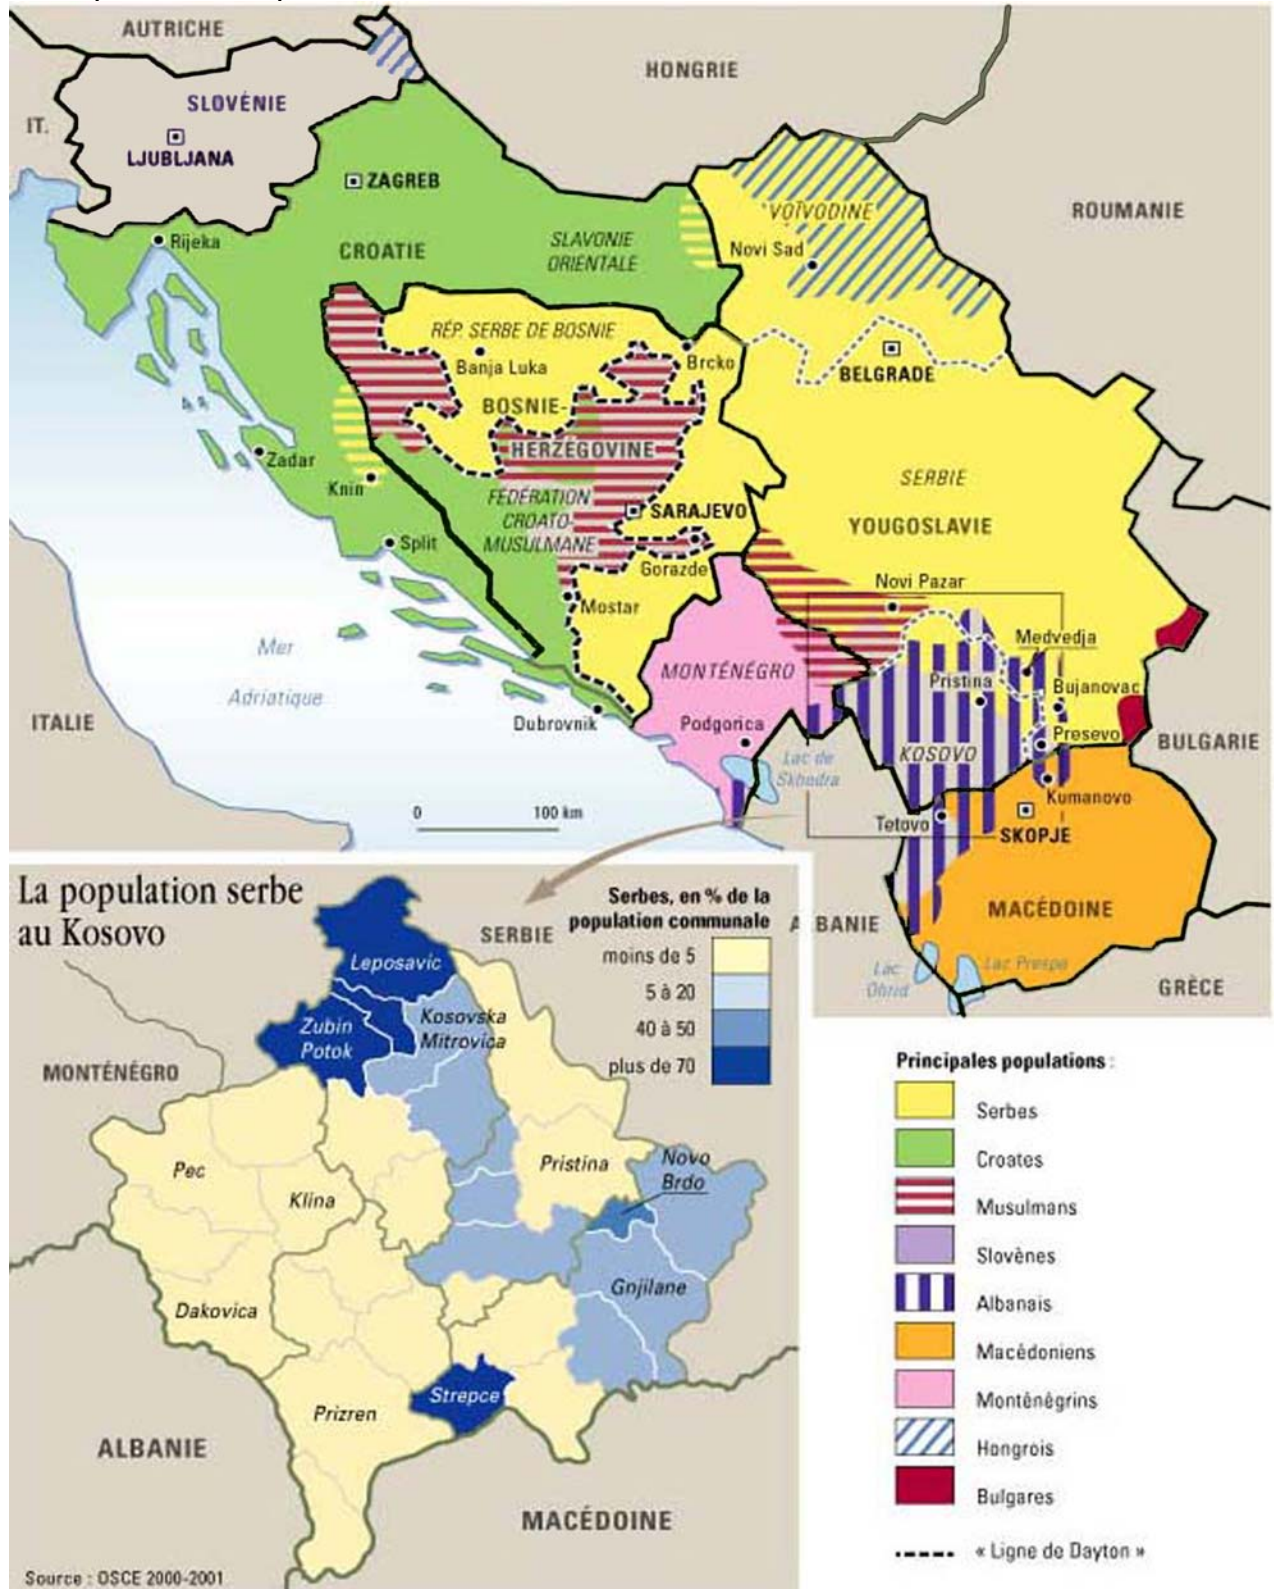 AUTRICHE
HONGRIE
SLOVÉNIE
IT.
LJUBLJANA
ZAGREB
ROUMANIE
VOÏVODINE
Rijeka
CROATIE
SLAVONIE
ORIENTALE
Novi Sad
RÉP. SERBE DE BOSNIE
Banja Luka
Brcko
BELGRADE
BOSNIE-
HERZÉGOVINE
Zadar
Knin
SERBIE
FÉDÉRATION
CROATO-
MUSULMANE
SARAJEVO
YOUGOSLAVIE
Split
Gorazde
Novi Pazar
Mostar
Medvedja
Mer
Adriatique
MONTÉNÉGRO
Pristina
Bujanovac
ITALIE
Dubrovnik
Podgorica
Presevo
BULGARIE
KOSOVO
Lac de
Skhodra
0 100 km
Kumanovo
Tetovo
SKOPJE
MACÉDOINE
ALBANIE
Lac
Ohrid
Lac Prespa
GRÈCE
La population serbe
au Kosovo
Serbes, en % de la
population communale
moins de 5
5 à 20
40 à 50
plus de 70
SERBIE
Leposavic
Kosovska
Mitrovica
Zubin
Potok
MONTÉNÉGRO
Pec
Klina
Pristina
Novo
Brdo
Gnjilane
Dakovica
Strepce
Prizren
ALBANIE
MACÉDOINE
Source : OSCE 2000-2001
Principales populations :
Serbes
Croates
Musulmans
Slovènes
Albanais
Macédoniens
Monténégrins
Hongrois
Bulgares
« Ligne de Dayton »